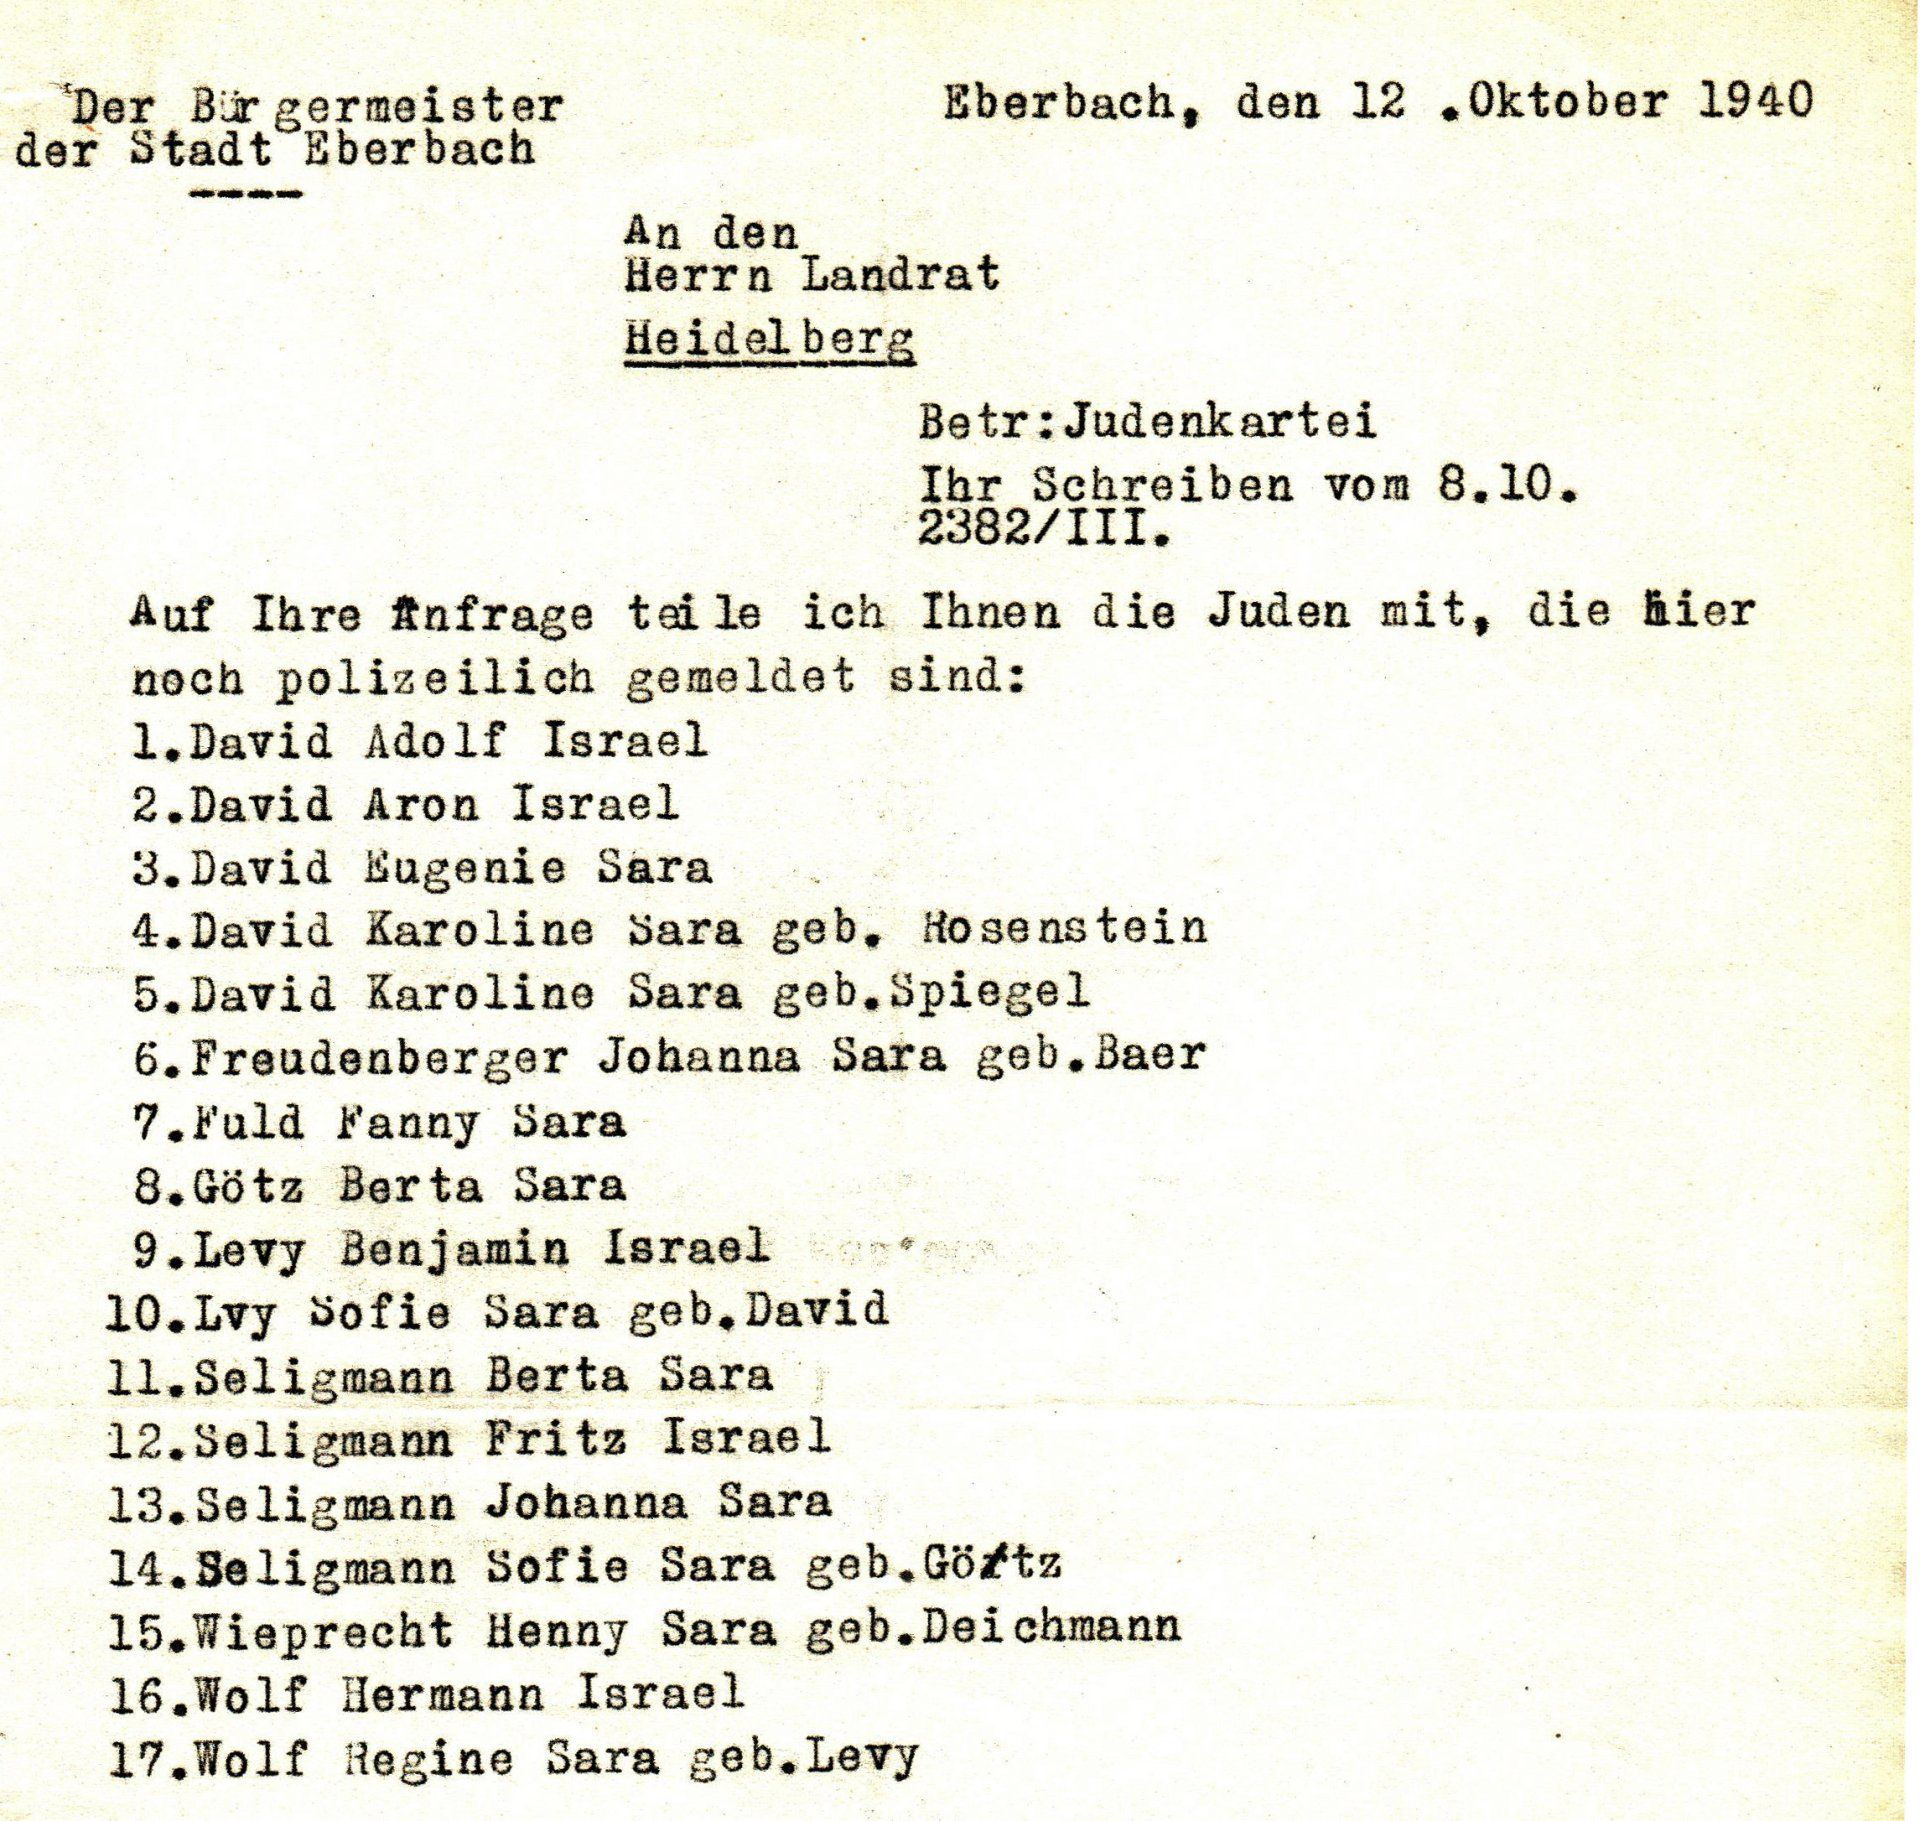 Der Bürgermeister
der Stadt Eberbach
----
Eberbach, den 12 .Oktober 1940
An den
Herrn Landrat
Heidelberg
Betr:Judenkartei
Ihr Schreiben vom 8.10.
2382/III.
Auf Ihre Anfrage teile ich Ihnen die Juden mit, die hier
noch polizeilich gemeldet sind:
1.David Adolf Israel
2.David Aron Israel
3.David Eugenie Sara
4.David Karoline Sara geb. Rosenstein
5.David Karoline Sara geb.Spiegel
6.Freudenberger Johanna Sara geb.Baer
7.Fuld Fanny Sara
8.Götz Berta Sara
9.Levy Benjamin Israel
10.Lvy Sofie Sara geb.David
11.Seligmann Berta Sara
12.Seligmann Fritz Israel
13.Seligmann Johanna Sara
14.Seligmann Sofie Sara geb.Götz
15.Wieprecht Henny Sara geb.Deichmann
16.Wolf Hermann Israel
17.Wolf Regine Sara geb.Levy